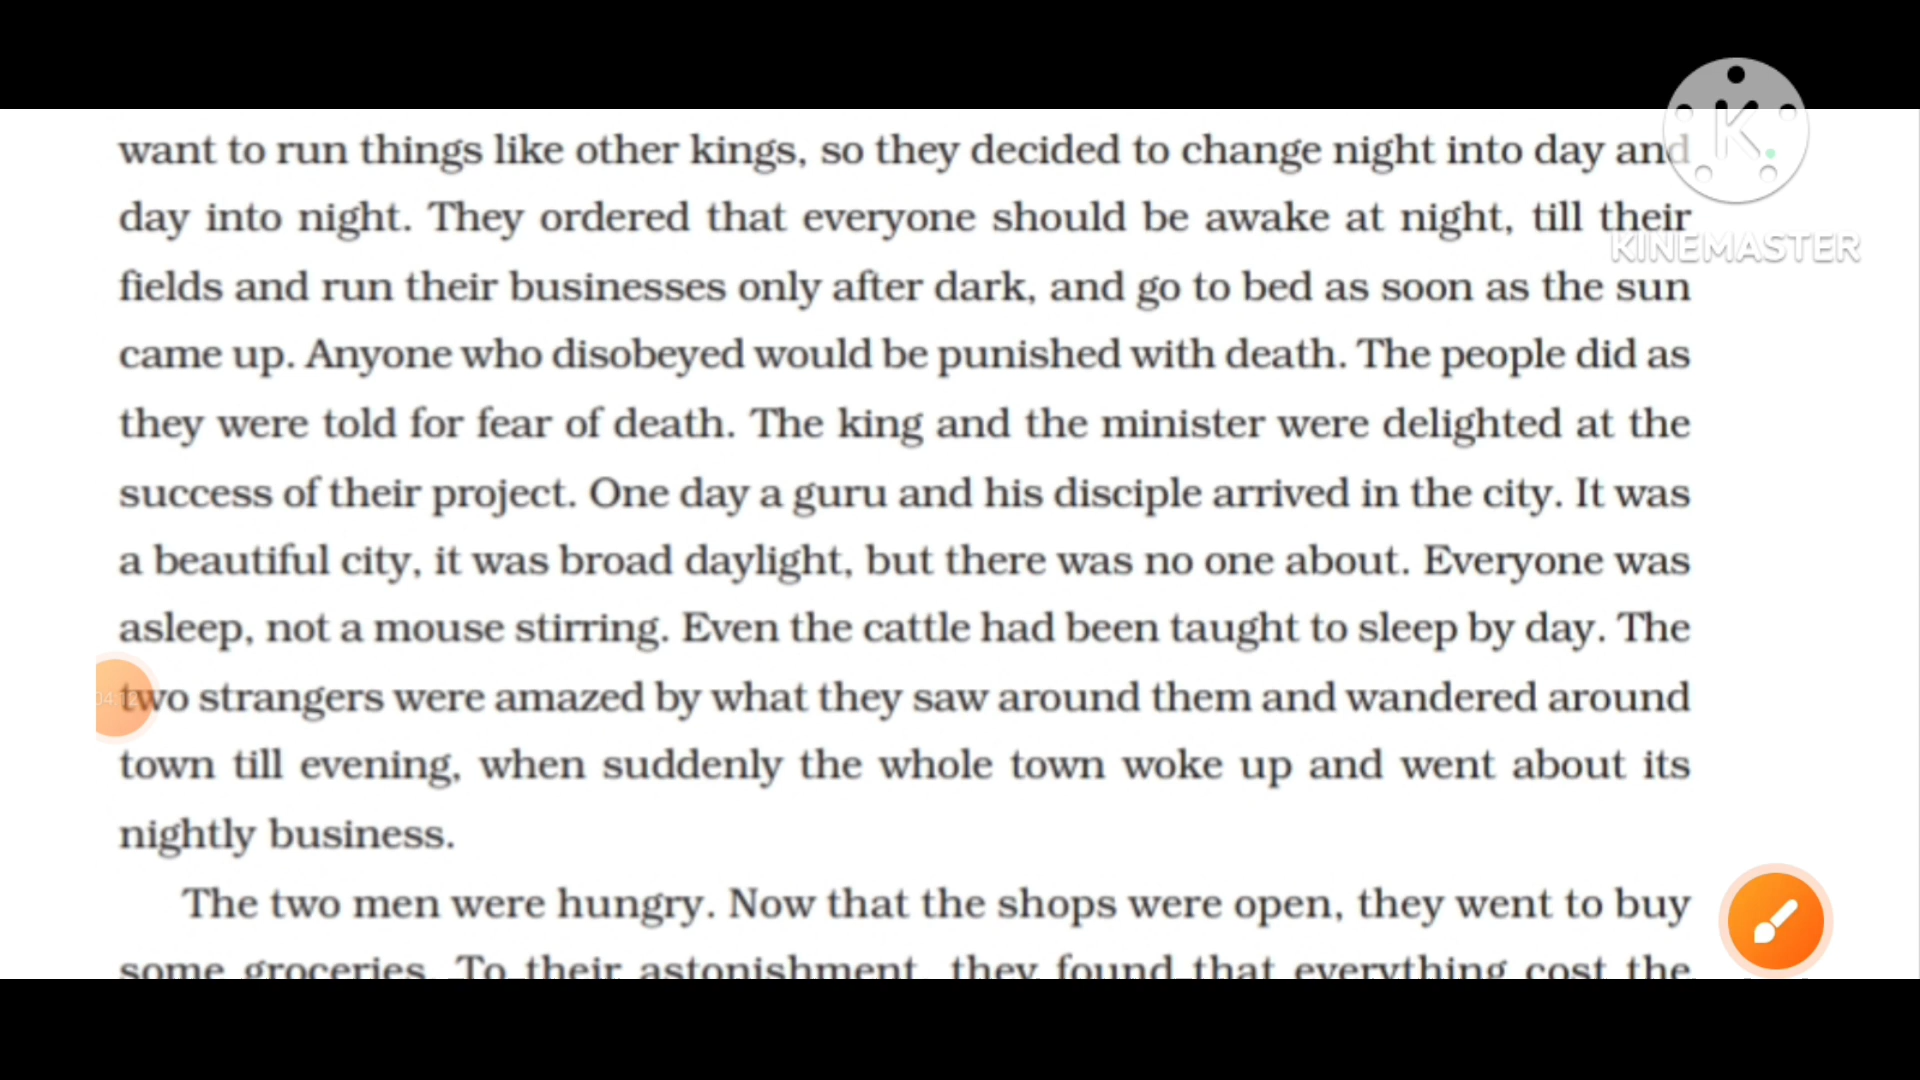 want to run things like other kings, so they decided to change night into day and
day into night. They ordered that everyone should be awake at night, till their
fields and run their businesses only after dark, and go to bed as soon as the sun
came up. Anyone who disobeyed would be punished with death. The people did as
they were told for fear of death. The king and the minister were delighted at the
success of their project. One day a guru and his disciple arrived in the city. It was
a beautiful city, it was broad daylight, but there was no one about. Everyone was
asleep, not a mouse stirring. Even the cattle had been taught to sleep by day. The
two strangers were amazed by what they saw around them and wandered around
town till evening, when suddenly the whole town woke up and went about its
nightly business.
The two men were hungry. Now that the shops were open, they went to buy
some groceries. To their astonishment, they found that everything cost the
K
KINEMASTER